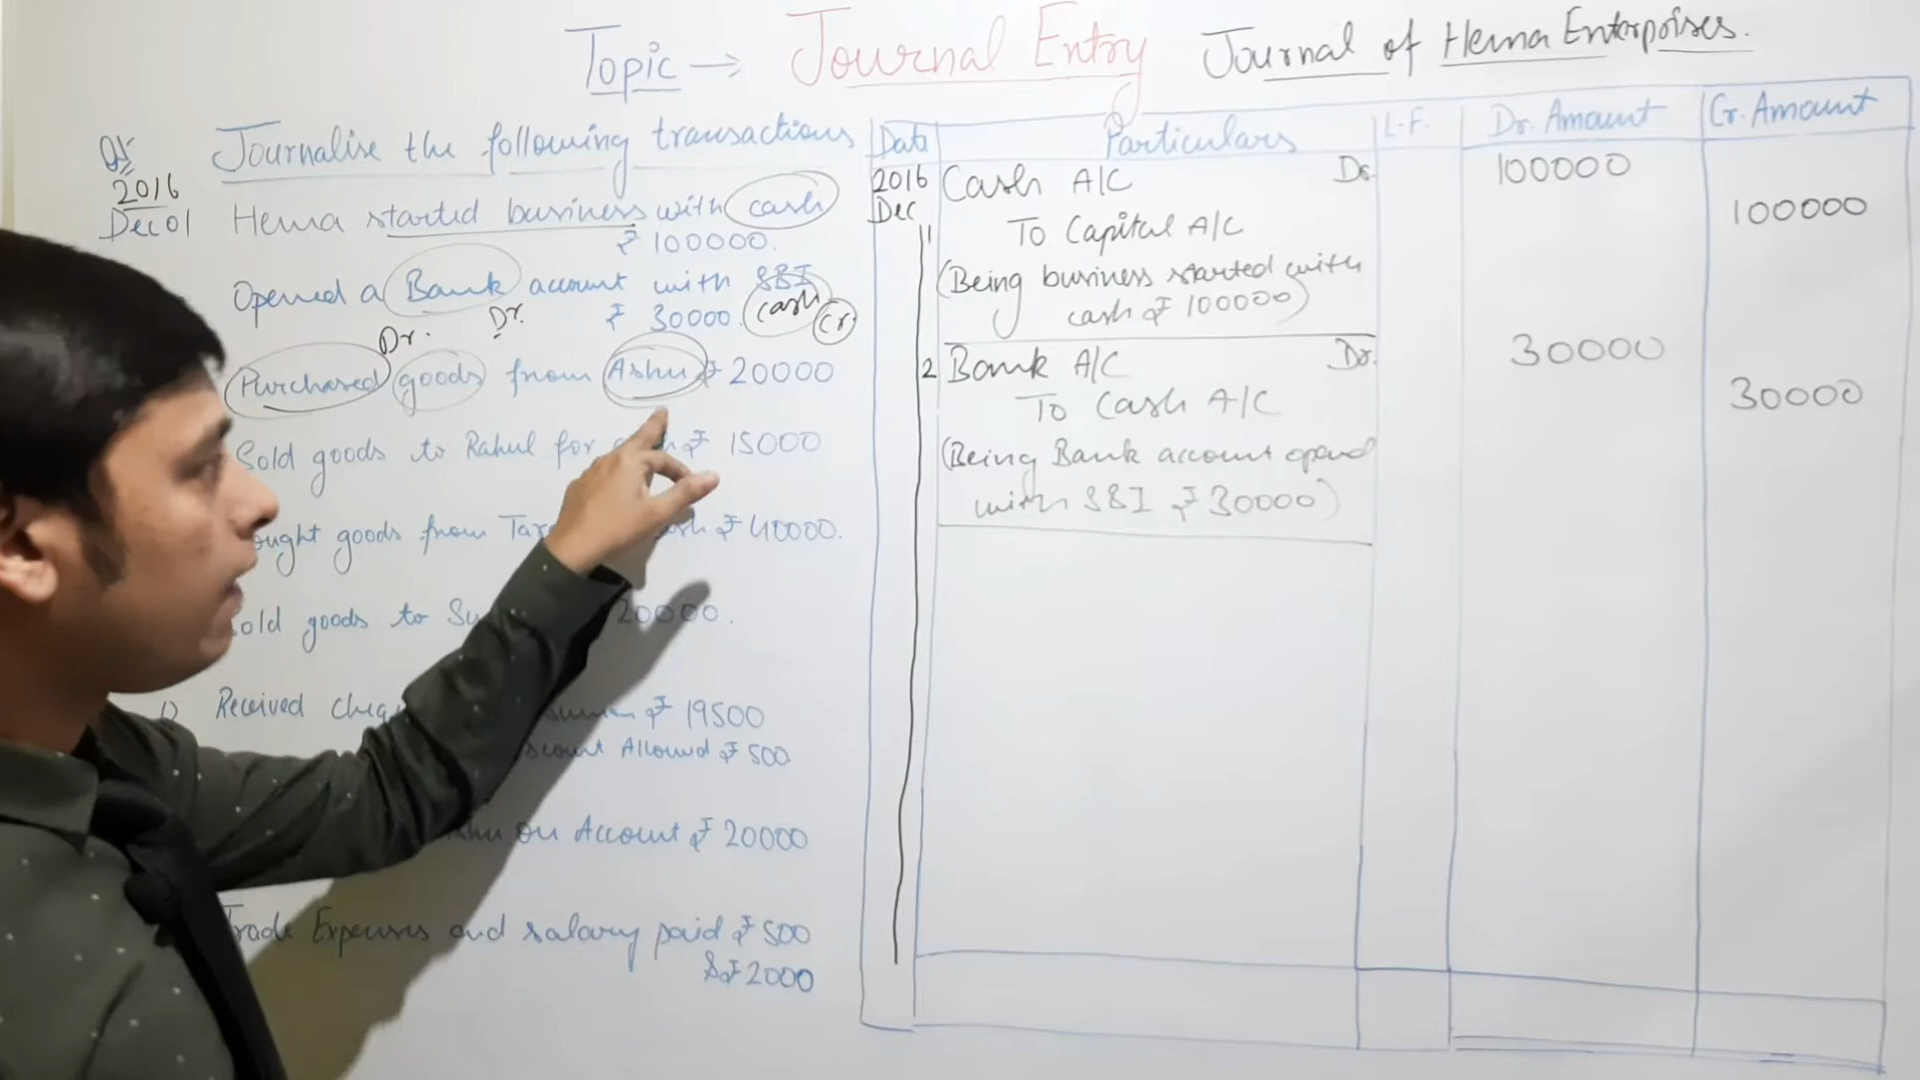 Topic → Journal Entry
Journal of Hema Enterprises.
Q1 Journalise the following transactions
2016
Dec 01 Hema started business with cash
₹ 100000.
Opened a Bank account with SBI
₹ 30000. cash Cr
Dr. Dr.
Purchased goods from Ashu ₹ 20000
Sold goods to Rahul for ₹ 15000
goods from ₹ 40000.
goods to 20000.
Received ₹ 19500
Allowed ₹ 500
on Account ₹ 20000
Trade Expenses and salary paid ₹ 500
& ₹ 2000
Date Particulars L.F. Dr. Amount Cr. Amount
2016 Cash A/C Dr. 100000
Dec
1 To Capital A/C 100000
(Being business started with
cash ₹ 100000)
2 Bank A/C Dr. 30000
To Cash A/C 30000
(Being Bank account opened
with SBI ₹ 30000)